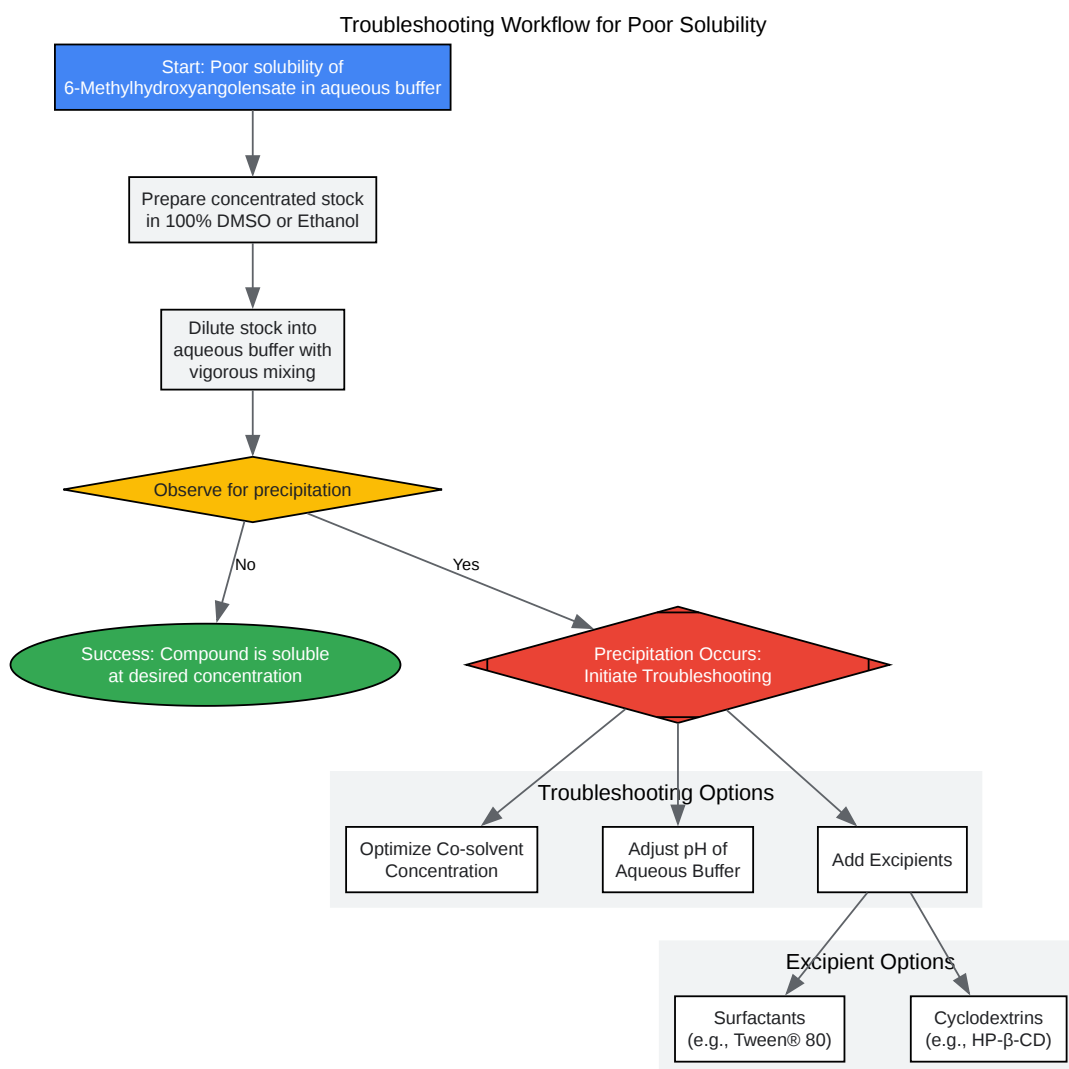 Troubleshooting Workflow for Poor Solubility
Start: Poor solubility of
6-Methylhydroxyangolensate in aqueous buffer
Prepare concentrated stock
in 100% DMSO or Ethanol
Dilute stock into
aqueous buffer with
vigorous mixing
Observe for precipitation
No
Yes
Success: Compound is soluble
at desired concentration
Precipitation Occurs:
Initiate Troubleshooting
Troubleshooting Options
Optimize Co-solvent
Concentration
Adjust pH of
Aqueous Buffer
Add Excipients
Excipient Options
Surfactants
(e.g., Tween® 80)
Cyclodextrins
(e.g., HP-β-CD)